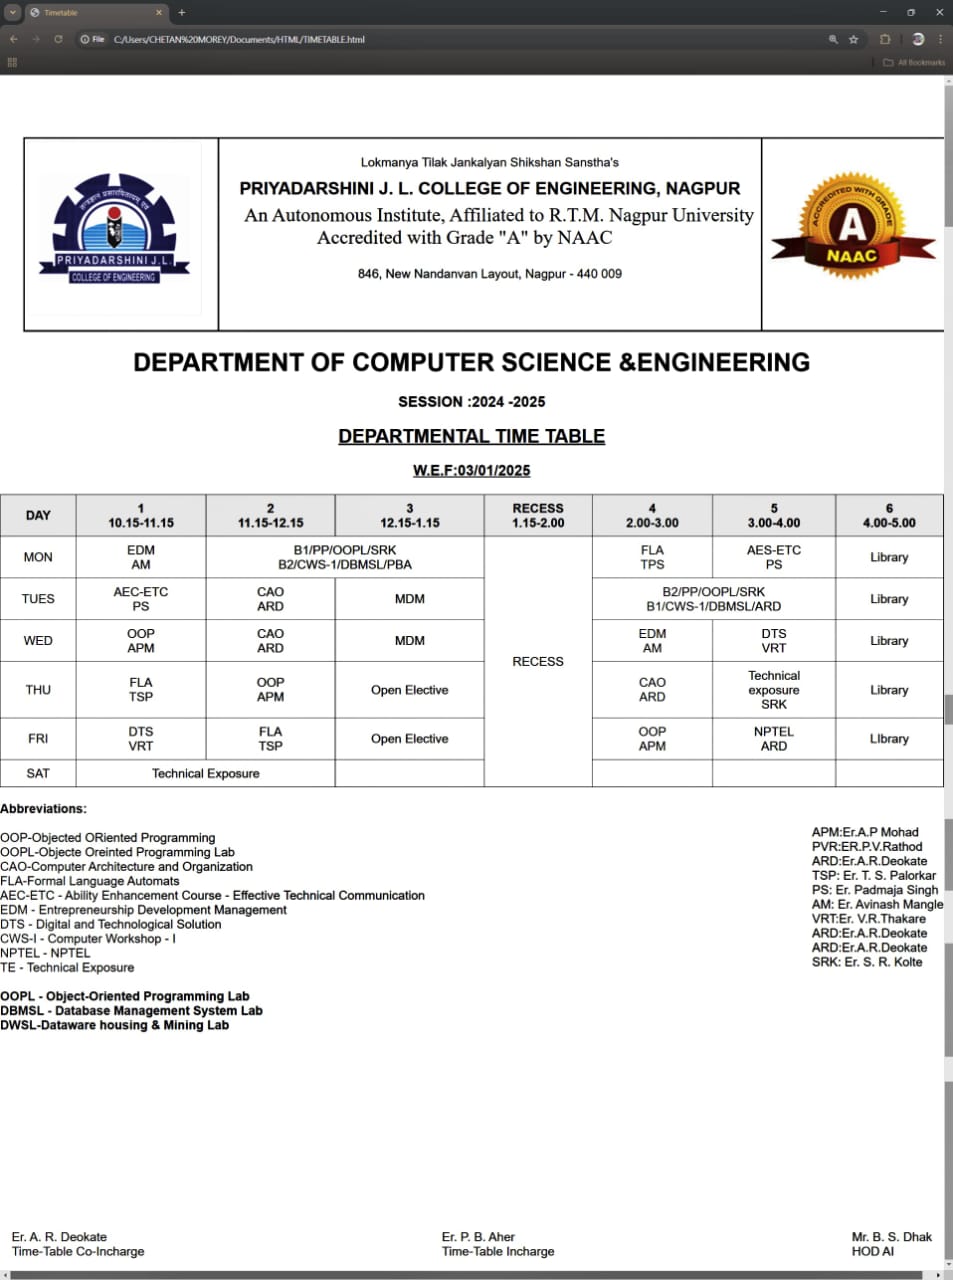 Timetable
File
C:/Users/CHETAN%20MOREY/Documents/HTML/TIMETABLE.html
All Bookmarks
PRIYADARSHINI J.L.
COLLEGE OF ENGINEERING
Lokmanya Tilak Jankalyan Shikshan Sanstha's
PRIYADARSHINI J. L. COLLEGE OF ENGINEERING, NAGPUR
An Autonomous Institute, Affiliated to R.T.M. Nagpur University
Accredited with Grade "A" by NAAC
846, New Nandanvan Layout, Nagpur - 440 009
ACCREDITED WITH GRADE
A
NAAC
DEPARTMENT OF COMPUTER SCIENCE &ENGINEERING
SESSION :2024 -2025
DEPARTMENTAL TIME TABLE
W.E.F:03/01/2025
DAY 1 2 3 RECESS 4 5 6
10.15-11.15 11.15-12.15 12.15-1.15 1.15-2.00 2.00-3.00 3.00-4.00 4.00-5.00
MON EDM B1/PP/OOPL/SRK FLA AES-ETC Library
AM B2/CWS-1/DBMSL/PBA TPS PS
TUES AEC-ETC CAO MDM B2/PP/OOPL/SRK Library
PS ARD B1/CWS-1/DBMSL/ARD
WED OOP CAO MDM EDM DTS Library
APM ARD AM VRT
RECESS
THU FLA OOP Open Elective CAO Technical Library
TSP APM ARD exposure
SRK
FRI DTS FLA Open Elective OOP NPTEL LIbrary
VRT TSP APM ARD
SAT Technical Exposure
Abbreviations:
OOP-Objected ORiented Programming
OOPL-Objecte Oreinted Programming Lab
CAO-Computer Architecture and Organization
FLA-Formal Language Automats
AEC-ETC - Ability Enhancement Course - Effective Technical Communication
EDM - Entrepreneurship Development Management
DTS - Digital and Technological Solution
CWS-I - Computer Workshop - I
NPTEL - NPTEL
TE - Technical Exposure
OOPL - Object-Oriented Programming Lab
DBMSL - Database Management System Lab
DWSL-Dataware housing & Mining Lab
APM:Er.A.P Mohad
PVR:ER.P.V.Rathod
ARD:Er.A.R.Deokate
TSP: Er. T. S. Palorkar
PS: Er. Padmaja Singh
AM: Er. Avinash Mangle
VRT:Er. V.R.Thakare
ARD:Er.A.R.Deokate
ARD:Er.A.R.Deokate
SRK: Er. S. R. Kolte
Er. A. R. Deokate
Time-Table Co-Incharge
Er. P. B. Aher
Time-Table Incharge
Mr. B. S. Dhak
HOD AI